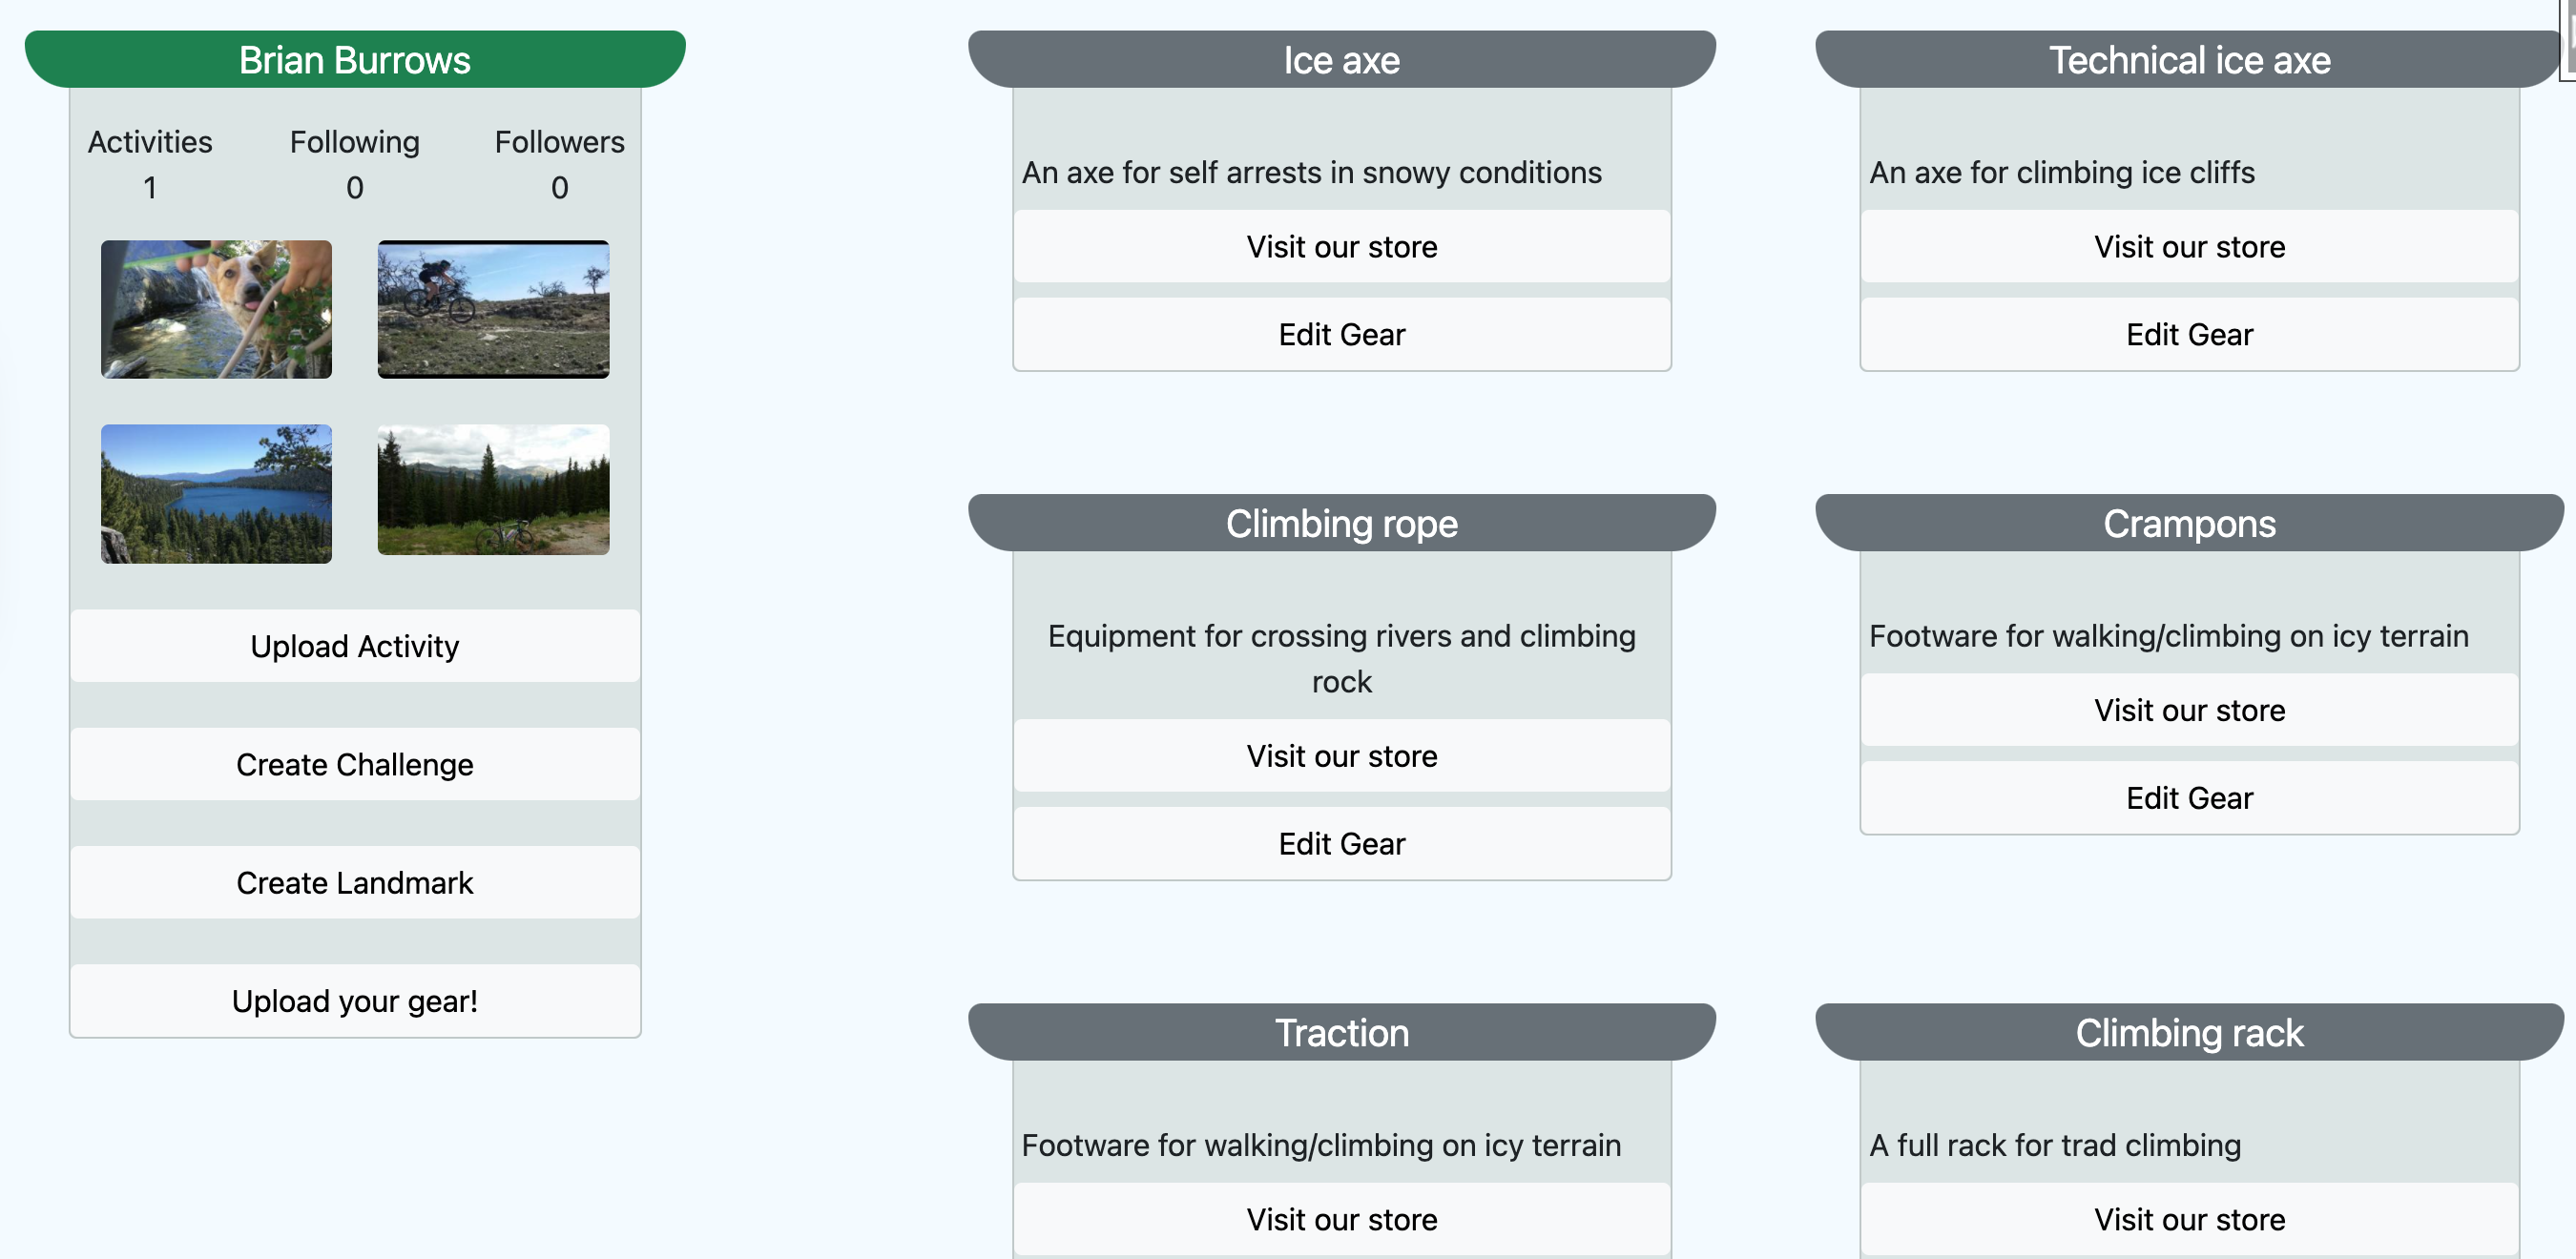 Brian Burrows
Activities Following Followers
1 0 0
Upload Activity
Create Challenge
Create Landmark
Upload your gear!
Ice axe
An axe for self arrests in snowy conditions
Visit our store
Edit Gear
Technical ice axe
An axe for climbing ice cliffs
Visit our store
Edit Gear
Climbing rope
Equipment for crossing rivers and climbing
rock
Visit our store
Edit Gear
Crampons
Footware for walking/climbing on icy terrain
Visit our store
Edit Gear
Traction
Footware for walking/climbing on icy terrain
Visit our store
Climbing rack
A full rack for trad climbing
Visit our store